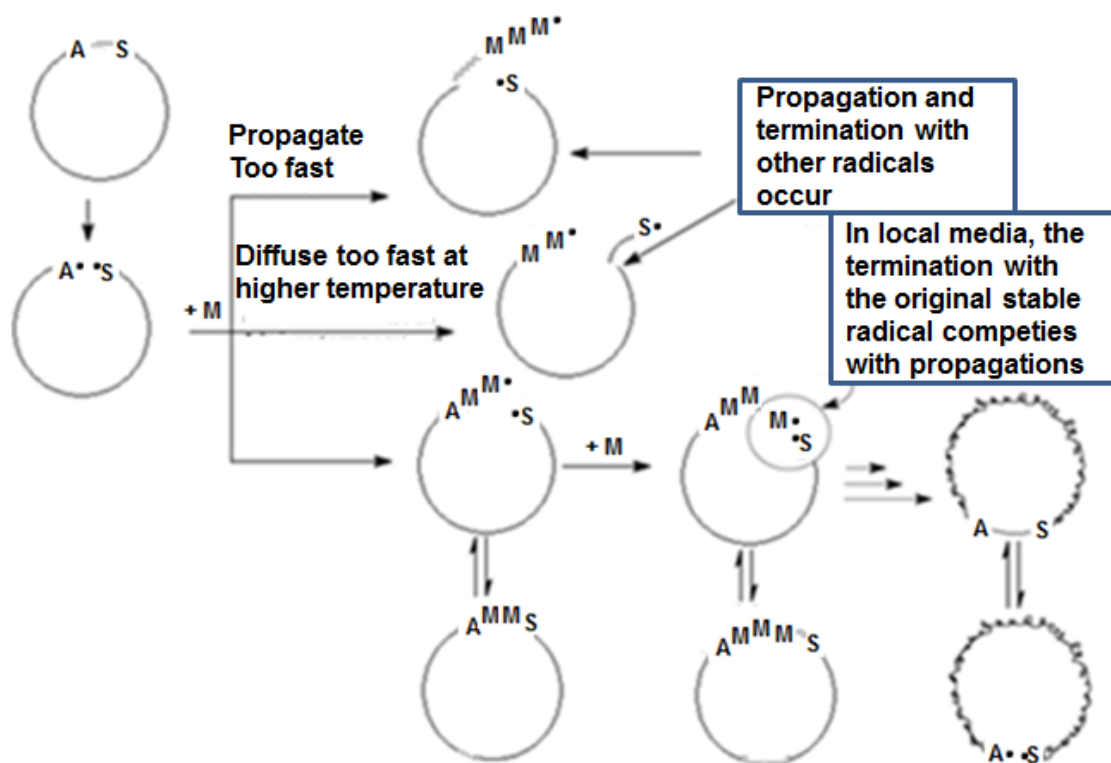 A S
M M M•
•S
Propagate
Too fast
Propagation and
termination with
other radicals
occur
A• •S
+ M
Diffuse too fast at
higher temperature
M M•
S•
In local media, the
termination with
the original stable
radical competies
with propagations
A M M•
•S
+ M
A M M M•
•S
A S
A M M S
A M M M S
A• •S